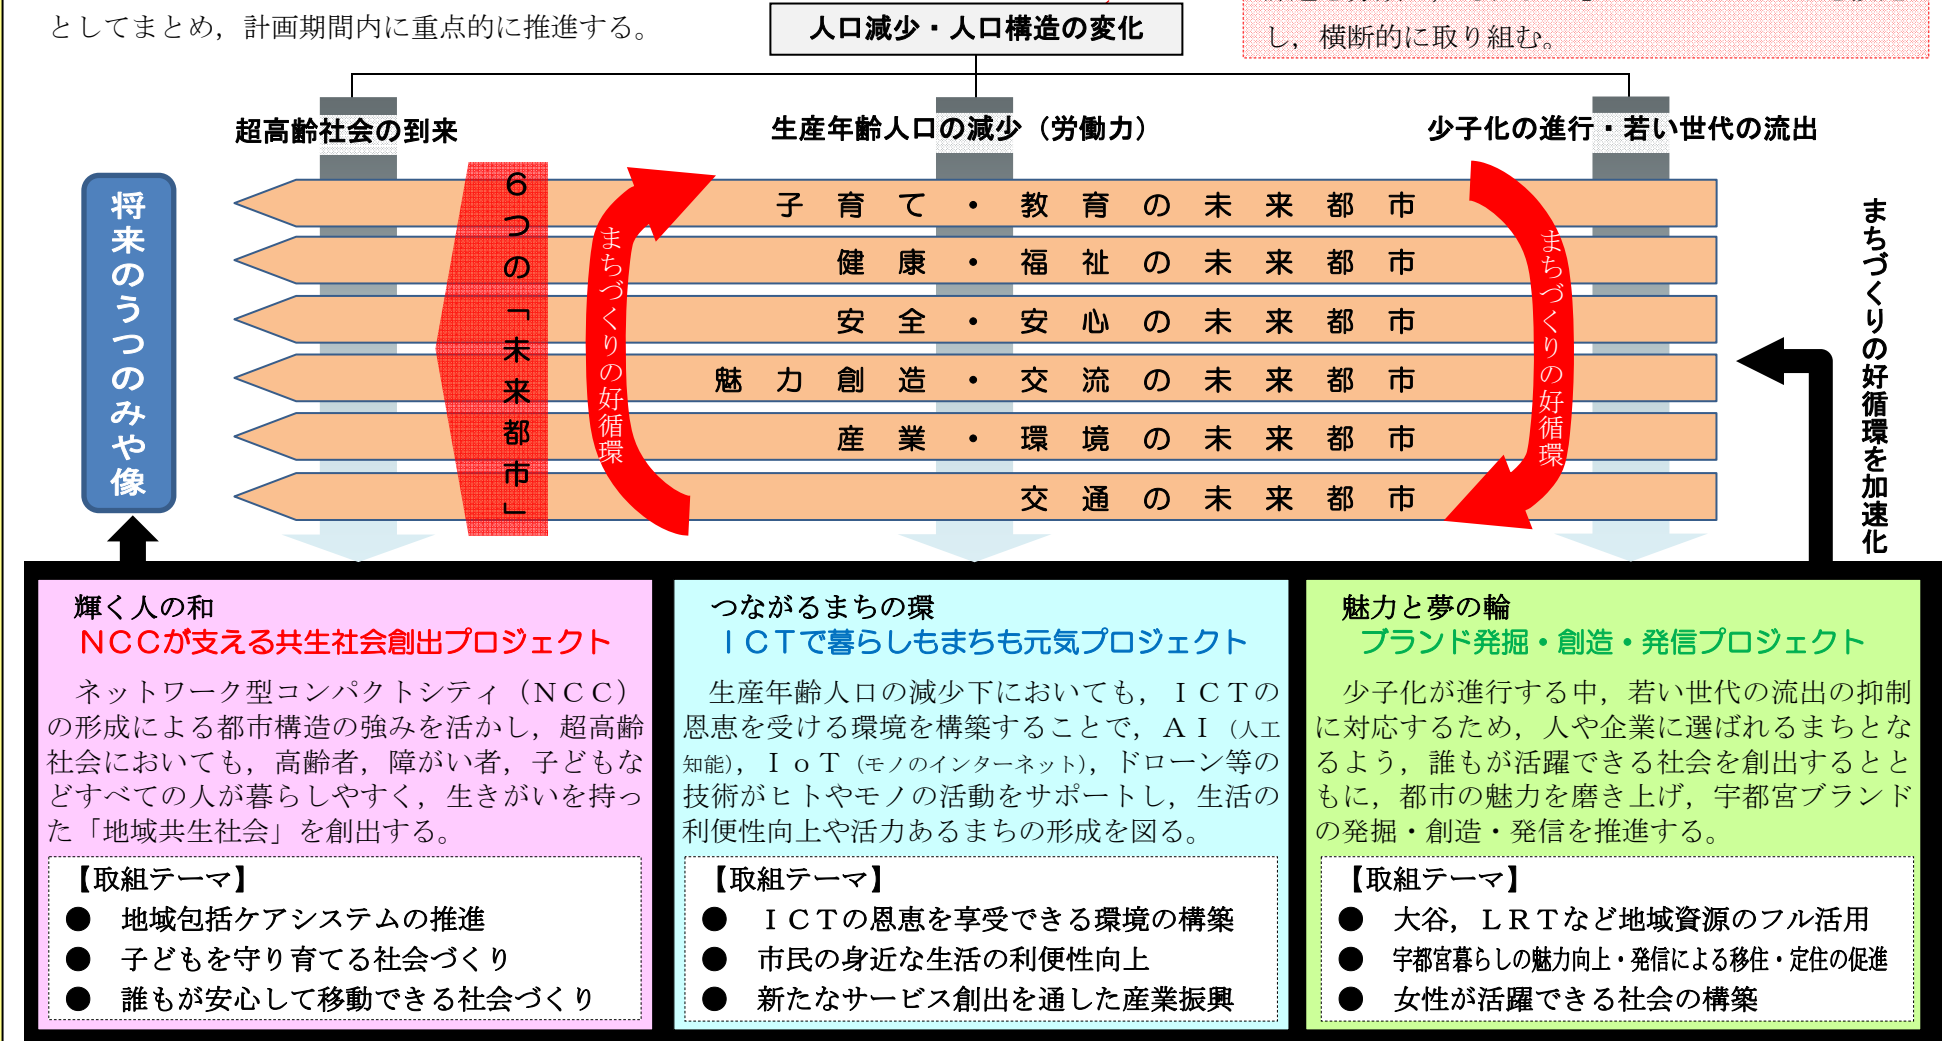 としてまとめ，計画期間内に重点的に推進する。
人口減少・人口構造の変化
し，横断的に取り組む。
超高齢社会の到来
生産年齢人口の減少（労働力）
少子化の進行・若い世代の流出
将来のうつのみや像
６つの「未来都市」
まちづくりの好循環
子育て・教育の未来都市
健康・福祉の未来都市
安全・安心の未来都市
魅力創造・交流の未来都市
産業・環境の未来都市
交通の未来都市
まちづくりの好循環
まちづくりの好循環を加速化
輝く人の和
ＮＣＣが支える共生社会創出プロジェクト
ネットワーク型コンパクトシティ（ＮＣＣ）
の形成による都市構造の強みを活かし，超高齢
社会においても，高齢者，障がい者，子どもな
どすべての人が暮らしやすく，生きがいを持っ
た「地域共生社会」を創出する。
【取組テーマ】
● 地域包括ケアシステムの推進
● 子どもを守り育てる社会づくり
● 誰もが安心して移動できる社会づくり
つながるまちの環
ＩＣＴで暮らしもまちも元気プロジェクト
生産年齢人口の減少下においても，ＩＣＴの
恩恵を受ける環境を構築することで，ＡＩ（人工
知能），ＩｏＴ（モノのインターネット），ドローン等の
技術がヒトやモノの活動をサポートし，生活の
利便性向上や活力あるまちの形成を図る。
【取組テーマ】
● ＩＣＴの恩恵を享受できる環境の構築
● 市民の身近な生活の利便性向上
● 新たなサービス創出を通した産業振興
魅力と夢の輪
ブランド発掘・創造・発信プロジェクト
少子化が進行する中，若い世代の流出の抑制
に対応するため，人や企業に選ばれるまちとな
るよう，誰もが活躍できる社会を創出するとと
もに，都市の魅力を磨き上げ，宇都宮ブランド
の発掘・創造・発信を推進する。
【取組テーマ】
● 大谷，ＬＲＴなど地域資源のフル活用
● 宇都宮暮らしの魅力向上・発信による移住・定住の促進
● 女性が活躍できる社会の構築